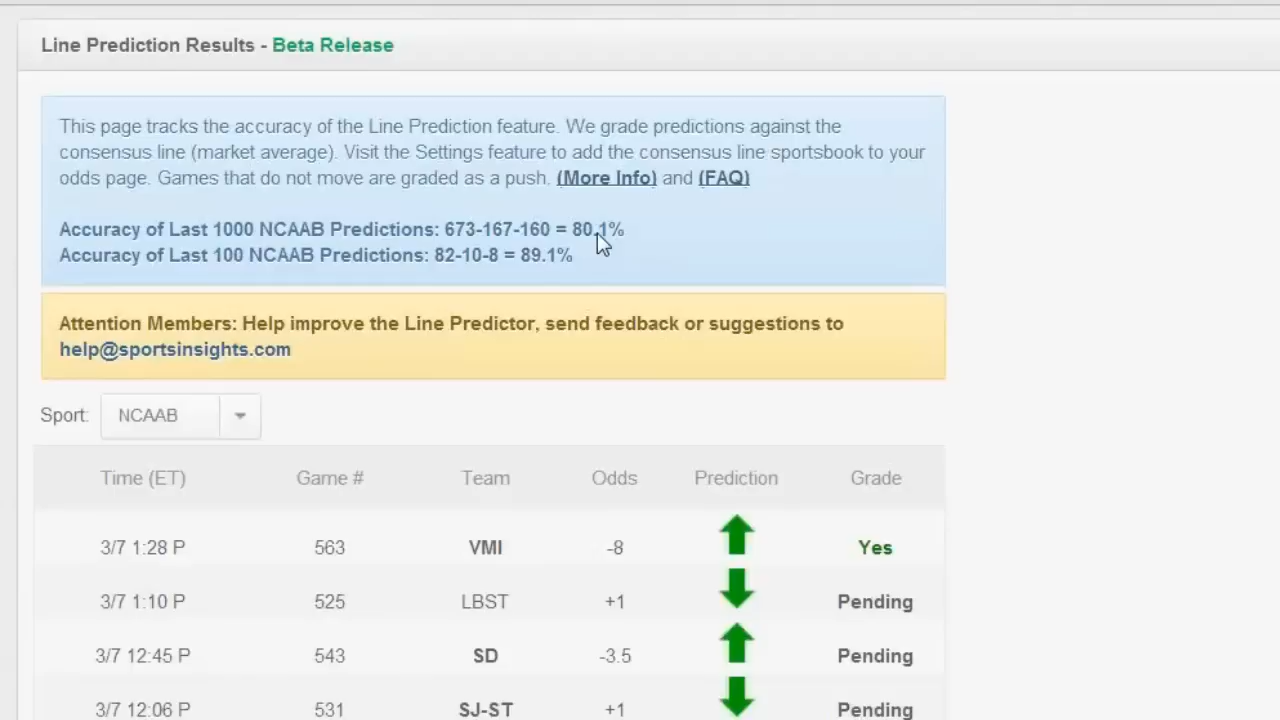 Line Prediction Results - Beta Release
This page tracks the accuracy of the Line Prediction feature. We grade predictions against the
consensus line (market average). Visit the Settings feature to add the consensus line sportsbook to your
odds page. Games that do not move are graded as a push. (More Info) and (FAQ)
Accuracy of Last 1000 NCAAB Predictions: 673-167-160 = 80.1%
Accuracy of Last 100 NCAAB Predictions: 82-10-8 = 89.1%
Attention Members: Help improve the Line Predictor, send feedback or suggestions to
help@sportsinsights.com
Sport: NCAAB
Time (ET) Game # Team Odds Prediction Grade
3/7 1:28 P 563 VMI -8 Yes
3/7 1:10 P 525 LBST +1 Pending
3/7 12:45 P 543 SD -3.5 Pending
3/7 12:06 P 531 SJ-ST +1 Pending